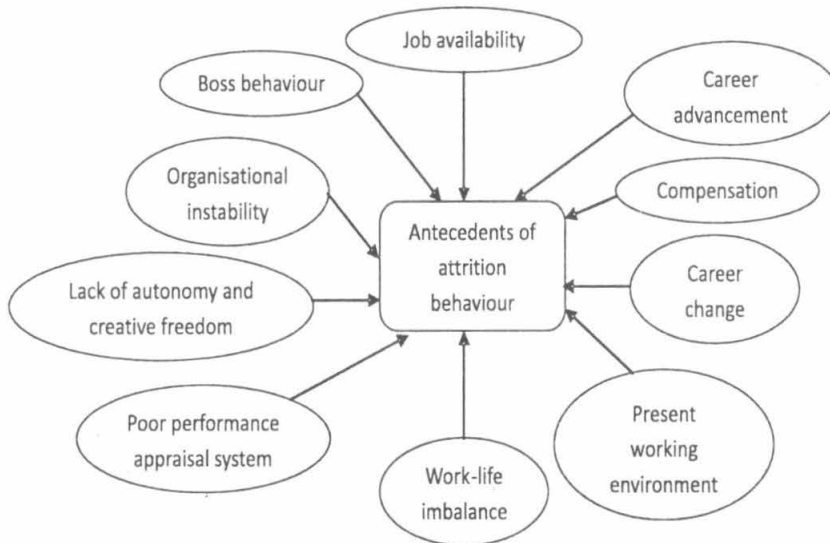 Job availability
Boss behaviour
Career
advancement
Organisational
instability
Compensation
Antecedents of
attrition
behaviour
Lack of autonomy and
creative freedom
Career
change
Poor performance
appraisal system
Work-life
imbalance
Present
working
environment